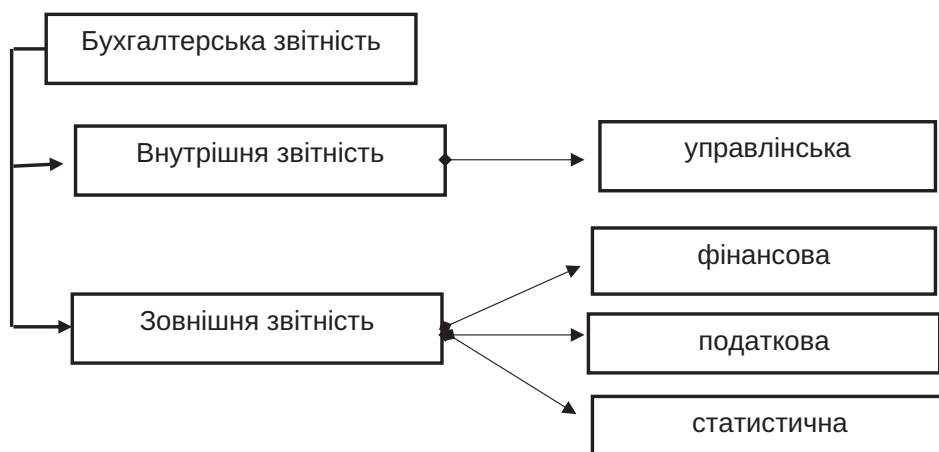 Бухгалтерська звітність
Внутрішня звітність
управлінська
Зовнішня звітність
фінансова
податкова
статистична